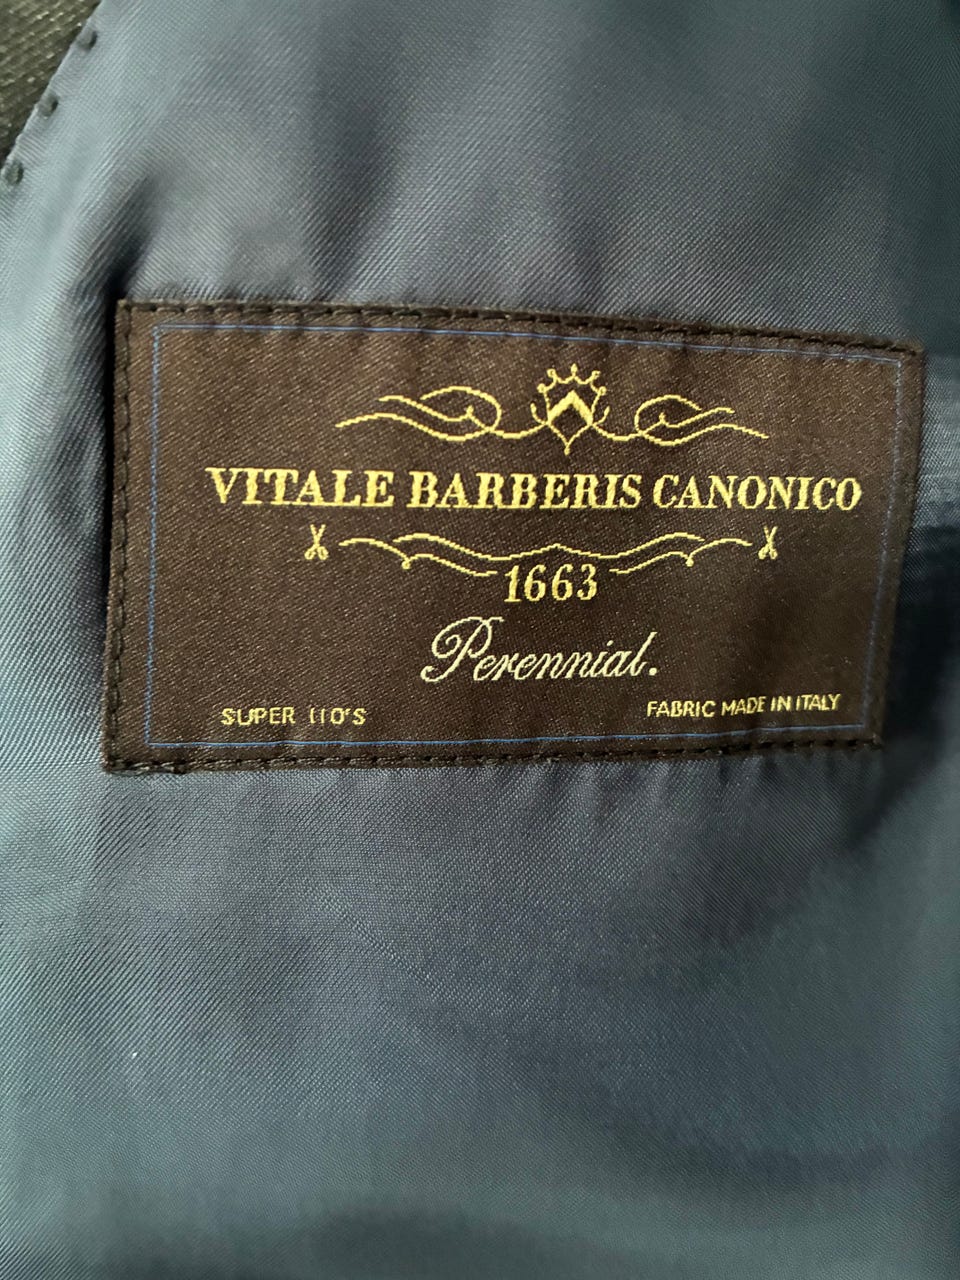 VITALE BARBERIS CANONICO
1663
Perennial.
SUPER 110'S
FABRIC MADE IN ITALY